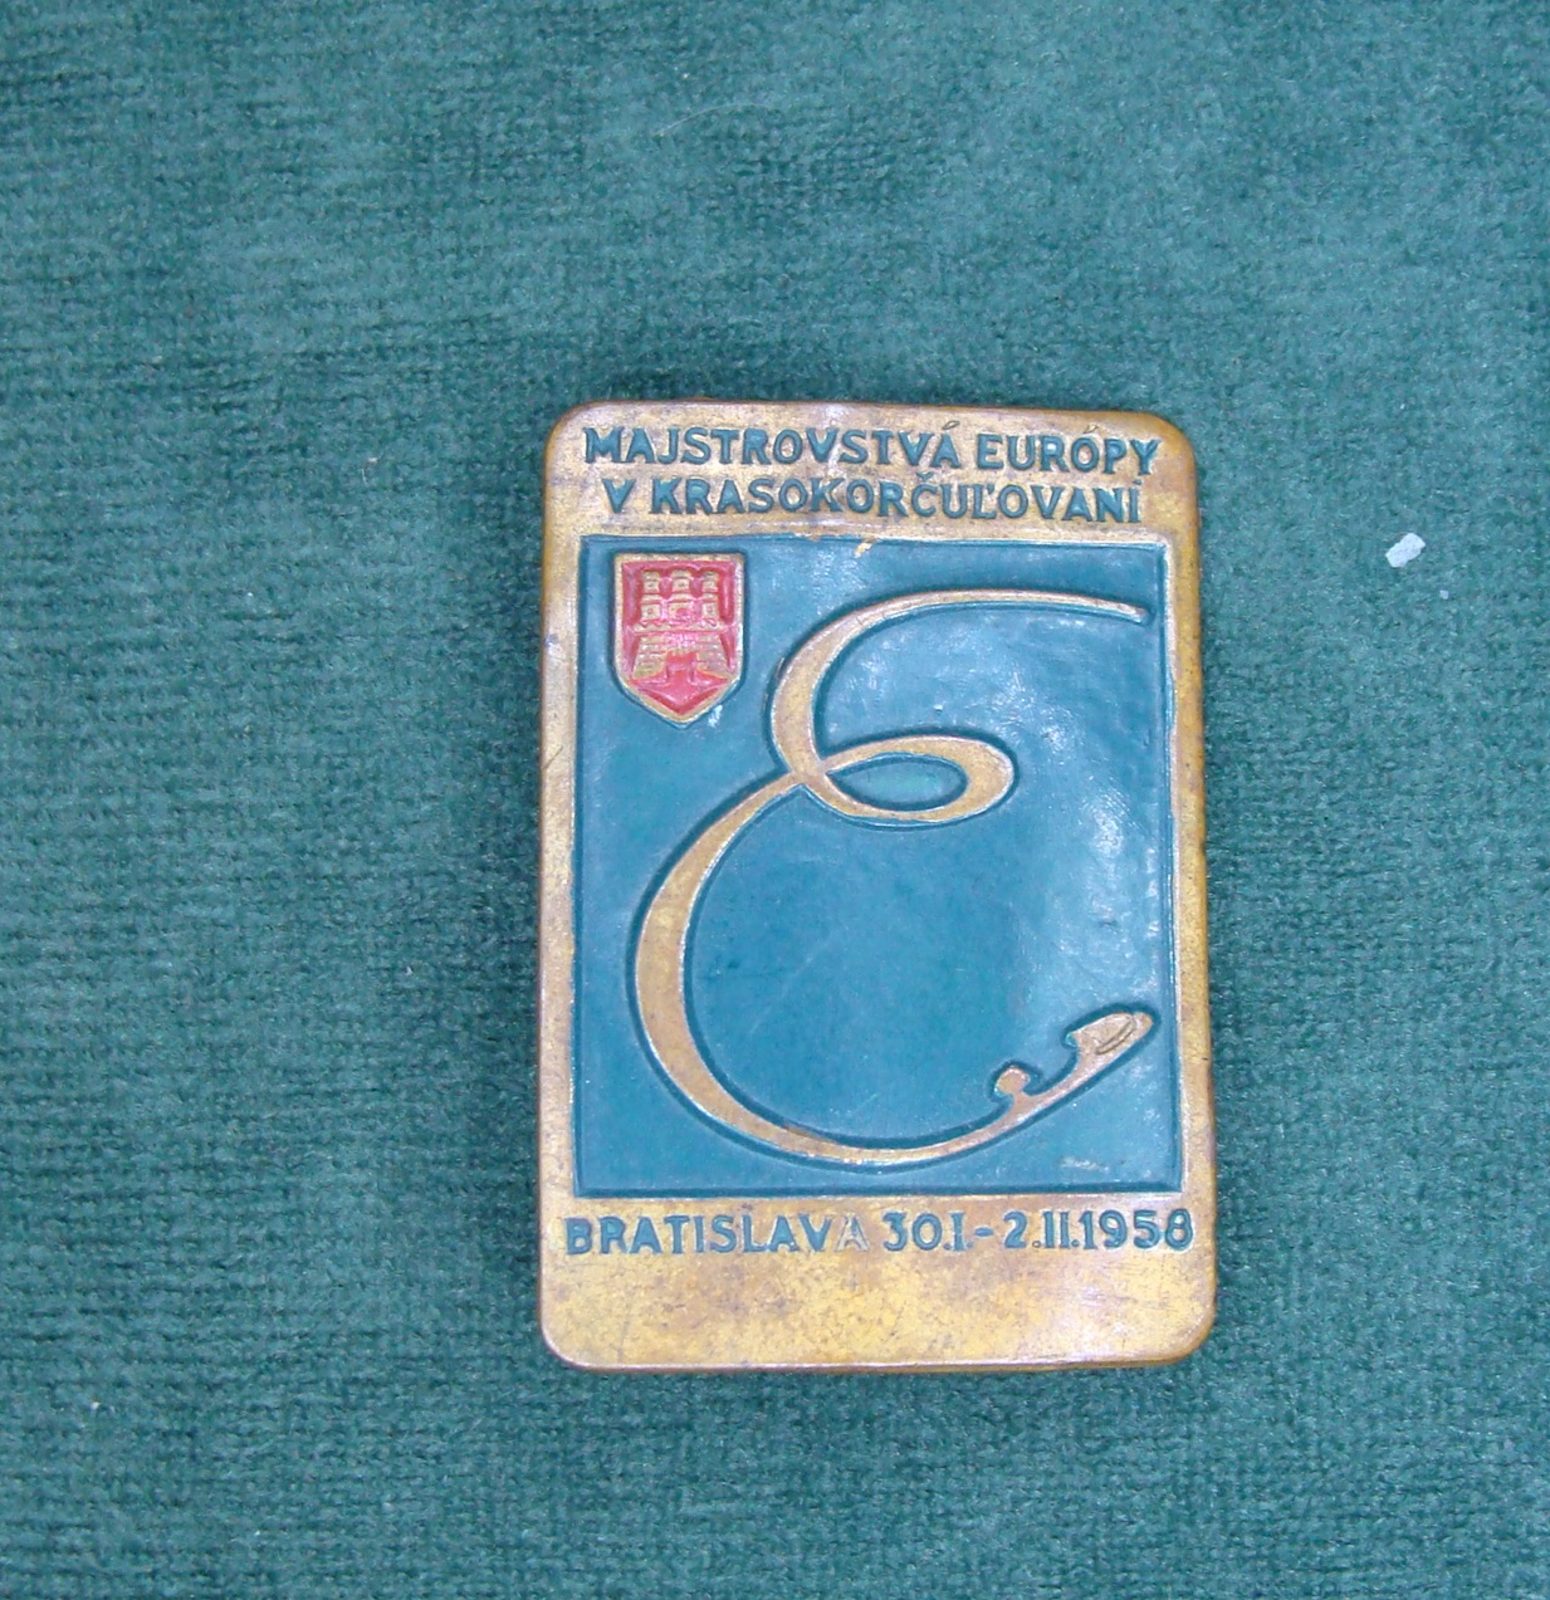 MAJSTROVSTVÁ EURÓPY
V KRASOKORČUĽOVANÍ
E
BRATISLAVA 30.I.-2.II.1958